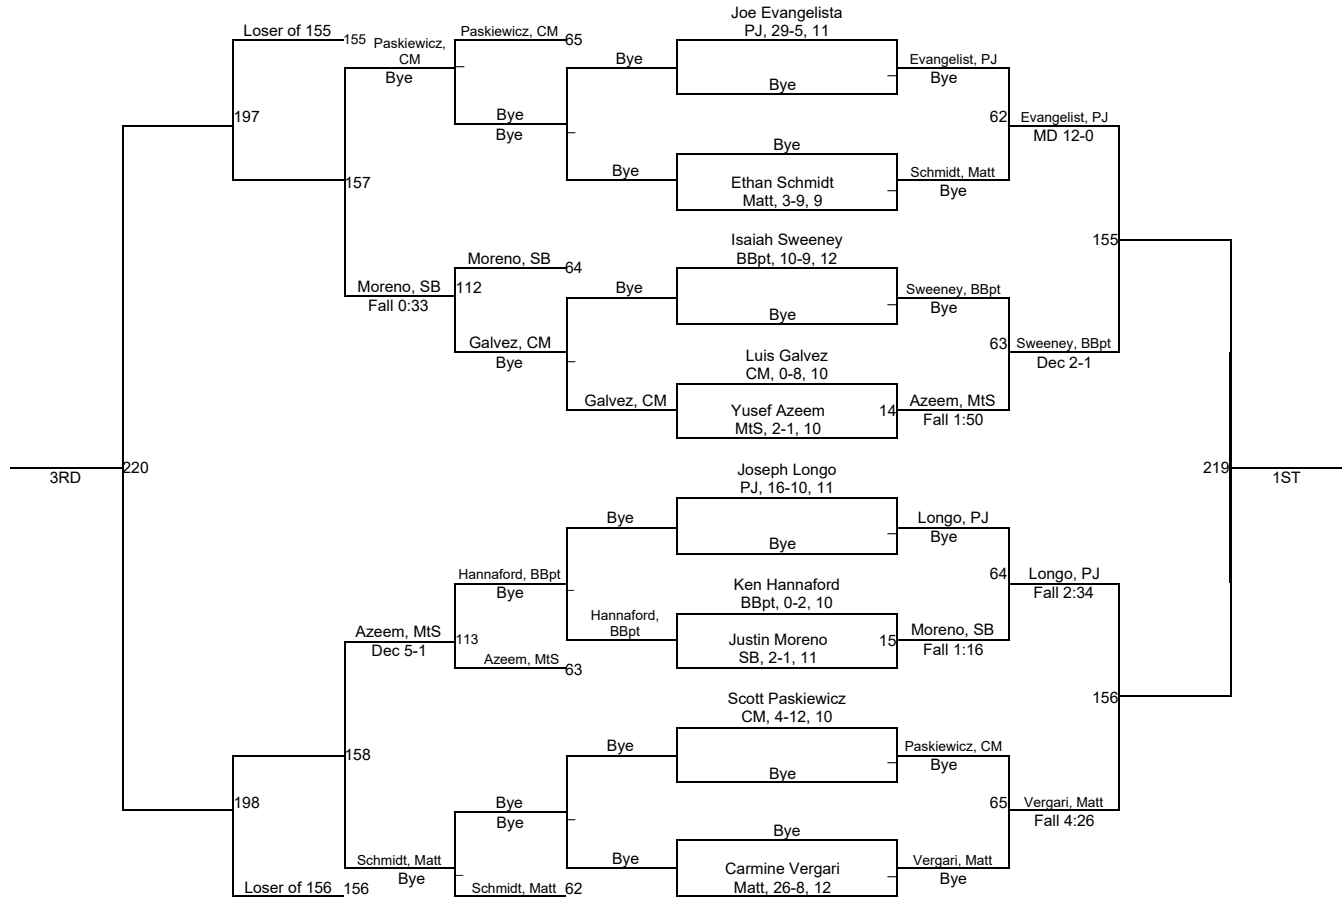 Joe Evangelista
PJ, 29-5, 11
Loser of 155
155
Paskiewicz,
CM
Bye
Paskiewicz, CM
65
Bye
Bye
Evangelist, PJ
Bye
197
Bye
Bye
62
Evangelist, PJ
MD 12-0
Bye
157
Bye
Ethan Schmidt
Matt, 3-9, 9
Schmidt, Matt
Bye
Isaiah Sweeney
BBpt, 10-9, 12
155
Moreno, SB
64
Moreno, SB
Fall 0:33
112
Bye
Bye
Sweeney, BBpt
Bye
Galvez, CM
Bye
63
Sweeney, BBpt
Dec 2-1
Luis Galvez
CM, 0-8, 10
Galvez, CM
Yusef Azeem
MtS, 2-1, 10
14
Azeem, MtS
Fall 1:50
3RD
220
219
1ST
Joseph Longo
PJ, 16-10, 11
Bye
Bye
Longo, PJ
Bye
Hannaford, BBpt
Bye
64
Longo, PJ
Fall 2:34
Ken Hannaford
BBpt, 0-2, 10
Hannaford,
BBpt
Justin Moreno
SB, 2-1, 11
15
Moreno, SB
Fall 1:16
Azeem, MtS
Dec 5-1
113
Azeem, MtS
63
Scott Paskiewicz
CM, 4-12, 10
156
158
Bye
Bye
Paskiewicz, CM
Bye
198
Bye
Bye
65
Vergari, Matt
Fall 4:26
Bye
Schmidt, Matt
Bye
Bye
Carmine Vergari
Matt, 26-8, 12
Vergari, Matt
Bye
Loser of 156
156
Schmidt, Matt
62